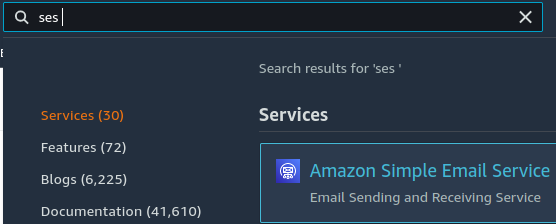 ses
Search results for 'ses '
Services (30)
Services
Features (72)
Amazon Simple Email Service
Blogs (6,225)
Email Sending and Receiving Service
Documentation (41,610)